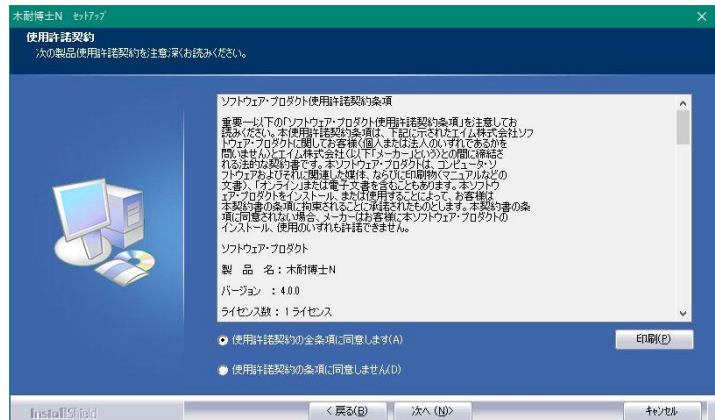 木耐博士N セットアップ
使用許諾契約
次の製品使用許諾契約を注意深くお読みください。
ソフトウェア・プロダクト使用許諾契約条項
重要―以下の「ソフトウェア・プロダクト使用許諾契約条項」を注意してお
読みください。本使用許諾契約条項は、下記に示されたエイム株式会社ソフ
トウェア・プロダクトに関してお客様(個人または法人のいずれであるかを
問いません)とエイム株式会社(以下「メーカー」という)との間に締結さ
れる法的な契約書です。本ソフトウェア・プロダクトは、コンピュータ・ソ
フトウェアおよびそれに関連した媒体、ならびに印刷物(マニュアルなどの
文書)、「オンライン」または電子文書を含むこともあります。本ソフトウ
ェア・プロダクトをインストール、または使用することによって、お客様は
本契約書の条項に拘束されることに承諾されたものとします。本契約書の条
項に同意されない場合、メーカーはお客様に本ソフトウェア・プロダクトの
インストール、使用のいずれも許諾できません。
ソフトウェア・プロダクト
製 品 名：木耐博士N
バージョン ：4.0.0
ライセンス数：1ライセンス
使用許諾契約の全条項に同意します(A)
印刷(P)
使用許諾契約の条項に同意しません(D)
InstallShield
< 戻る(B)
次へ (N)>
キャンセル